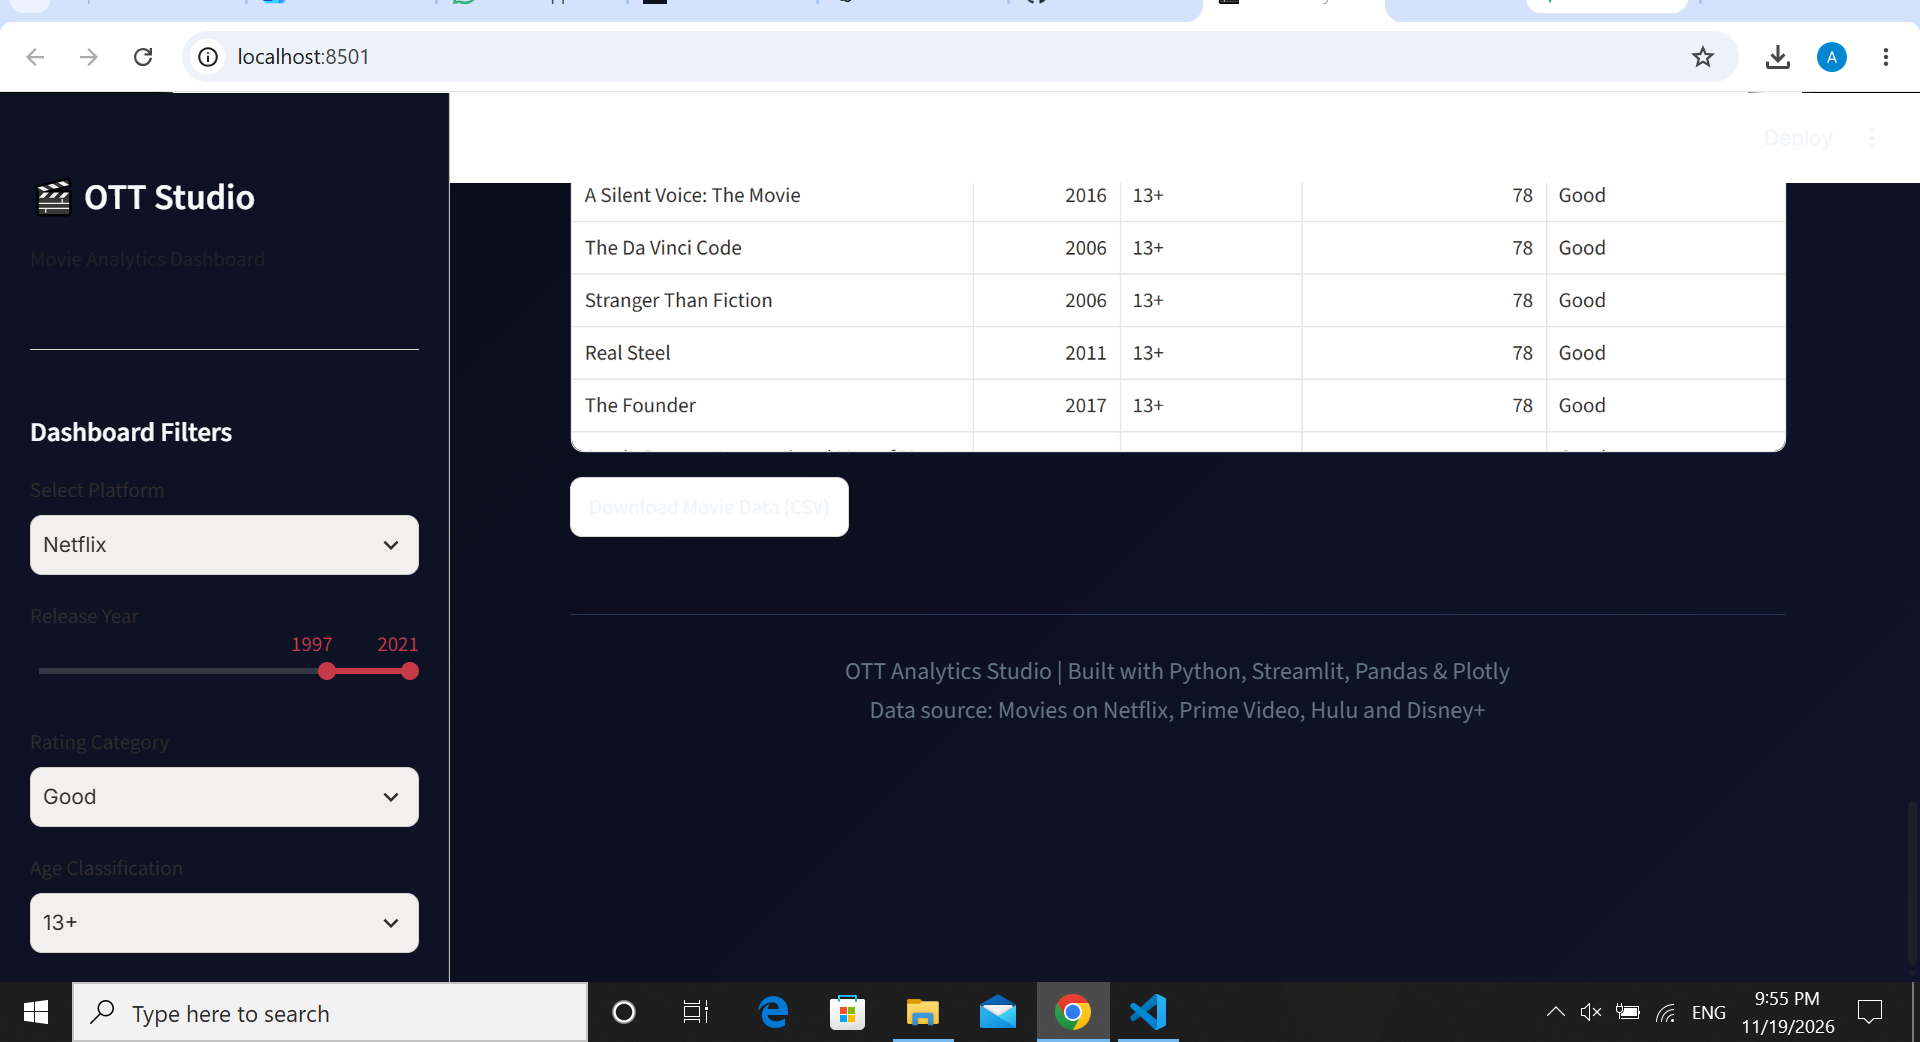 localhost:8501
A
Deploy
OTT Studio
Movie Analytics Dashboard
Dashboard Filters
Select Platform
Netflix
Release Year
1997 2021
Rating Category
Good
Age Classification
13+
A Silent Voice: The Movie 2016 13+ 78 Good
The Da Vinci Code 2006 13+ 78 Good
Stranger Than Fiction 2006 13+ 78 Good
Real Steel 2011 13+ 78 Good
The Founder 2017 13+ 78 Good
Download Movie Data (CSV)
OTT Analytics Studio | Built with Python, Streamlit, Pandas & Plotly
Data source: Movies on Netflix, Prime Video, Hulu and Disney+
Type here to search
ENG
9:55 PM
11/19/2026